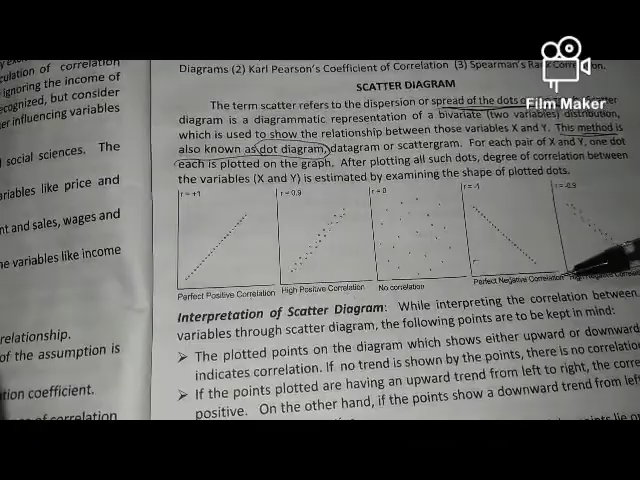 culation of correlation
ignoring the income of
ecognized, but consider
er influencing variables
l social sciences. The
ariables like price and
nt and sales, wages and
he variables like income
relationship.
of the assumption is
tion coefficient.
of correlation
Diagrams (2) Karl Pearson's Coefficient of Correlation (3) Spearman's Rank Correlation.
SCATTER DIAGRAM
The term scatter refers to the dispersion or spread of the dots
diagram is a diagrammatic representation of a bivariate (two variables) distribution,
which is used to show the relationship between those variables X and Y. This method is
also known as dot diagram, datagram or scattergram. For each pair of X and Y, one dot
each is plotted on the graph. After plotting all such dots, degree of correlation between
the variables (X and Y) is estimated by examining the shape of plotted dots.
r = +1
r = 0.9
r = 0
r = -1
r = -0.9
Perfect Positive Correlation
High Positive Correlation
No correlation
Perfect Negative Correlation
High Negative Correlation
Interpretation of Scatter Diagram: While interpreting the correlation between
variables through scatter diagram, the following points are to be kept in mind:
➢ The plotted points on the diagram which shows either upward or downward
indicates correlation. If no trend is shown by the points, there is no correlatio
➢ If the points plotted are having an upward trend from left to right, the corre
positive. On the other hand, if the points show a downward trend from left
points lie
Film Maker